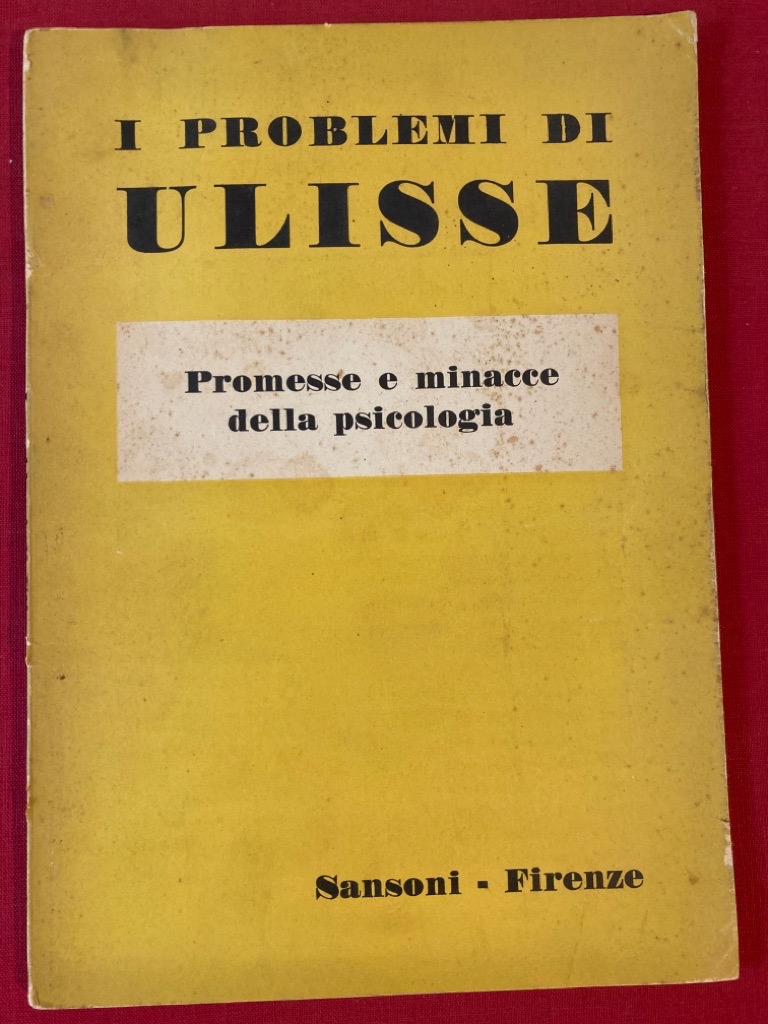 I PROBLEMI DI
ULISSE
Promesse e minacce
della psicologia
Sansoni - Firenze